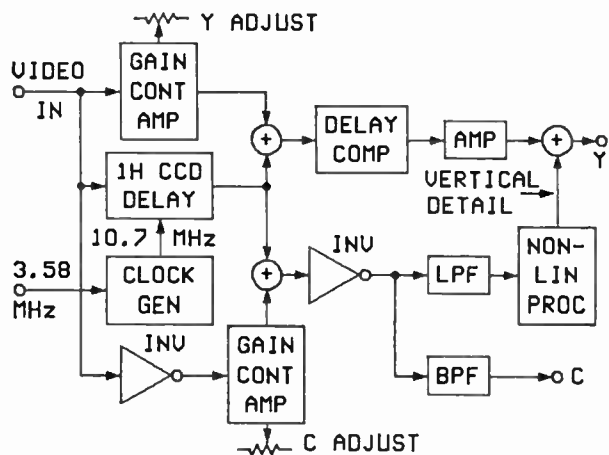 Y ADJUST
VIDEO
IN
GAIN
CONT
AMP
+
DELAY
COMP
AMP
+
Y
1H CCD
DELAY
VERTICAL
DETAIL
10.7 MHz
INV
3.58
MHz
CLOCK
GEN
+
LPF
NON-
LIN
PROC
INV
GAIN
CONT
AMP
BPF
C
C ADJUST